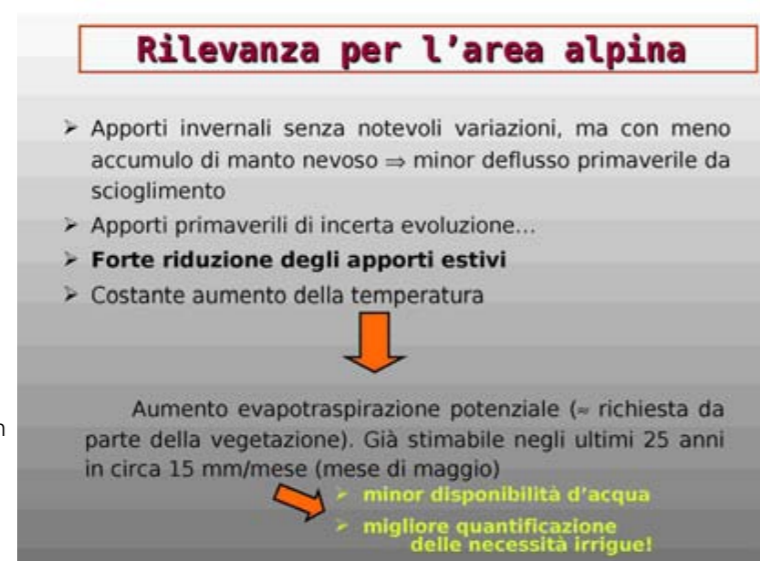 Rilevanza per l'area alpina
➢ Apporti invernali senza notevoli variazioni, ma con meno
accumulo di manto nevoso ⇒ minor deflusso primaverile da
scioglimento
➢ Apporti primaverili di incerta evoluzione…
➢ Forte riduzione degli apporti estivi
➢ Costante aumento della temperatura
Aumento evapotraspirazione potenziale (≈ richiesta da
parte della vegetazione). Già stimabile negli ultimi 25 anni
in circa 15 mm/mese (mese di maggio)
➢ minor disponibilità d'acqua
➢ migliore quantificazione
delle necessità irrigue!